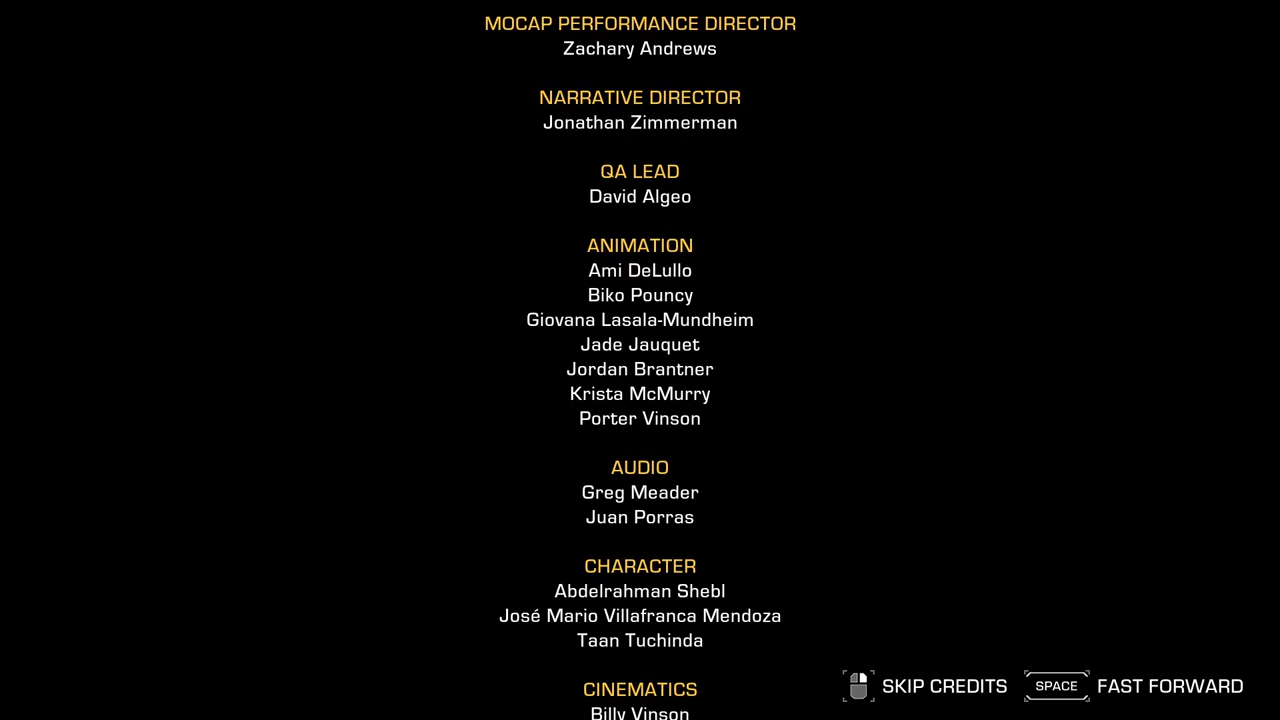 MOCAP PERFORMANCE DIRECTOR
Zachary Andrews
NARRATIVE DIRECTOR
Jonathan Zimmerman
QA LEAD
David Algeo
ANIMATION
Ami DeLullo
Biko Pouncy
Giovana Lasala-Mundheim
Jade Jauquet
Jordan Brantner
Krista McMurry
Porter Vinson
AUDIO
Greg Meader
Juan Porras
CHARACTER
Abdelrahman Shebl
José Mario Villafranca Mendoza
Taan Tuchinda
CINEMATICS
Billy Vinson
SKIP CREDITS SPACE FAST FORWARD